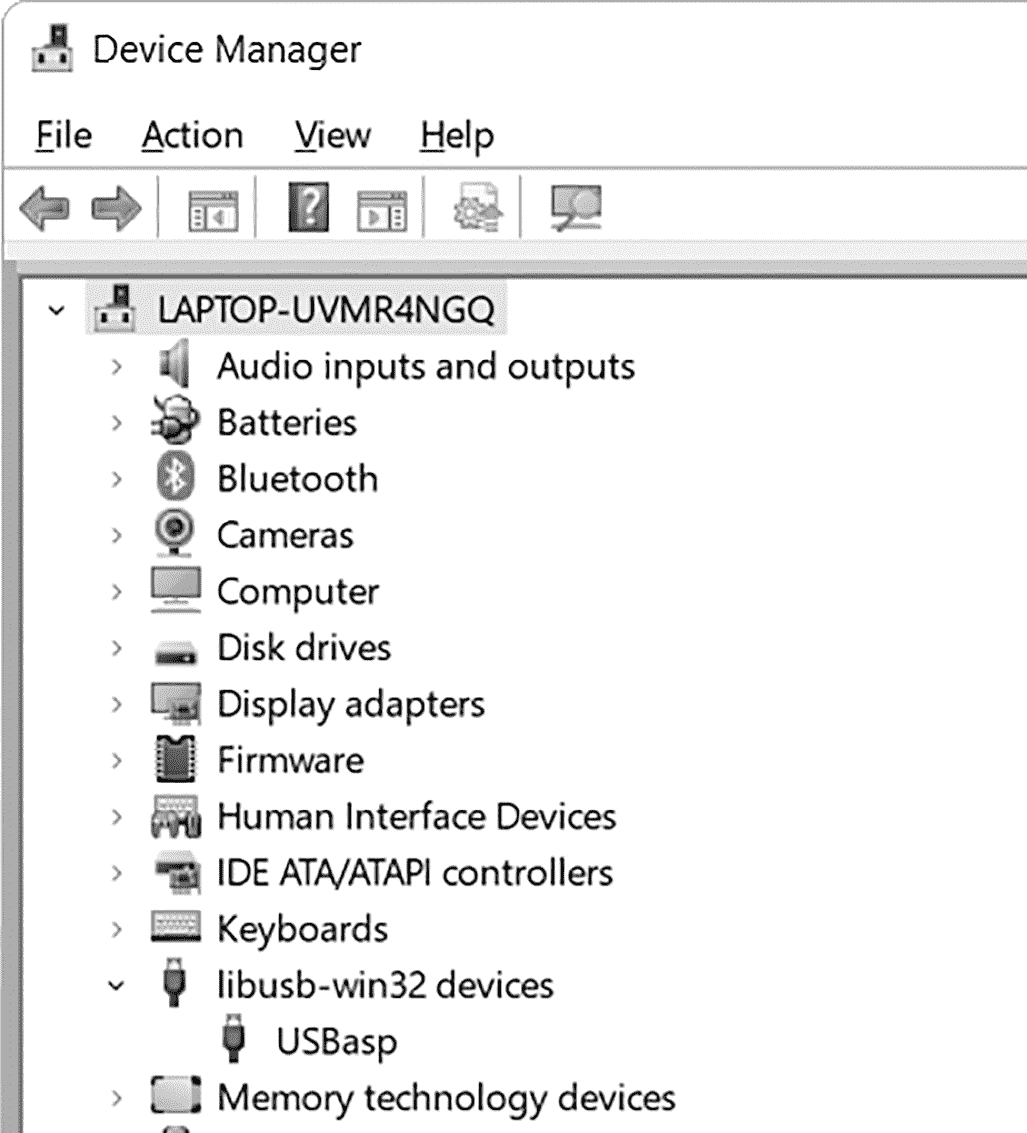 Device Manager
File Action View Help
LAPTOP-UVMR4NGQ
Audio inputs and outputs
Batteries
Bluetooth
Cameras
Computer
Disk drives
Display adapters
Firmware
Human Interface Devices
IDE ATA/ATAPI controllers
Keyboards
libusb-win32 devices
USBasp
Memory technology devices